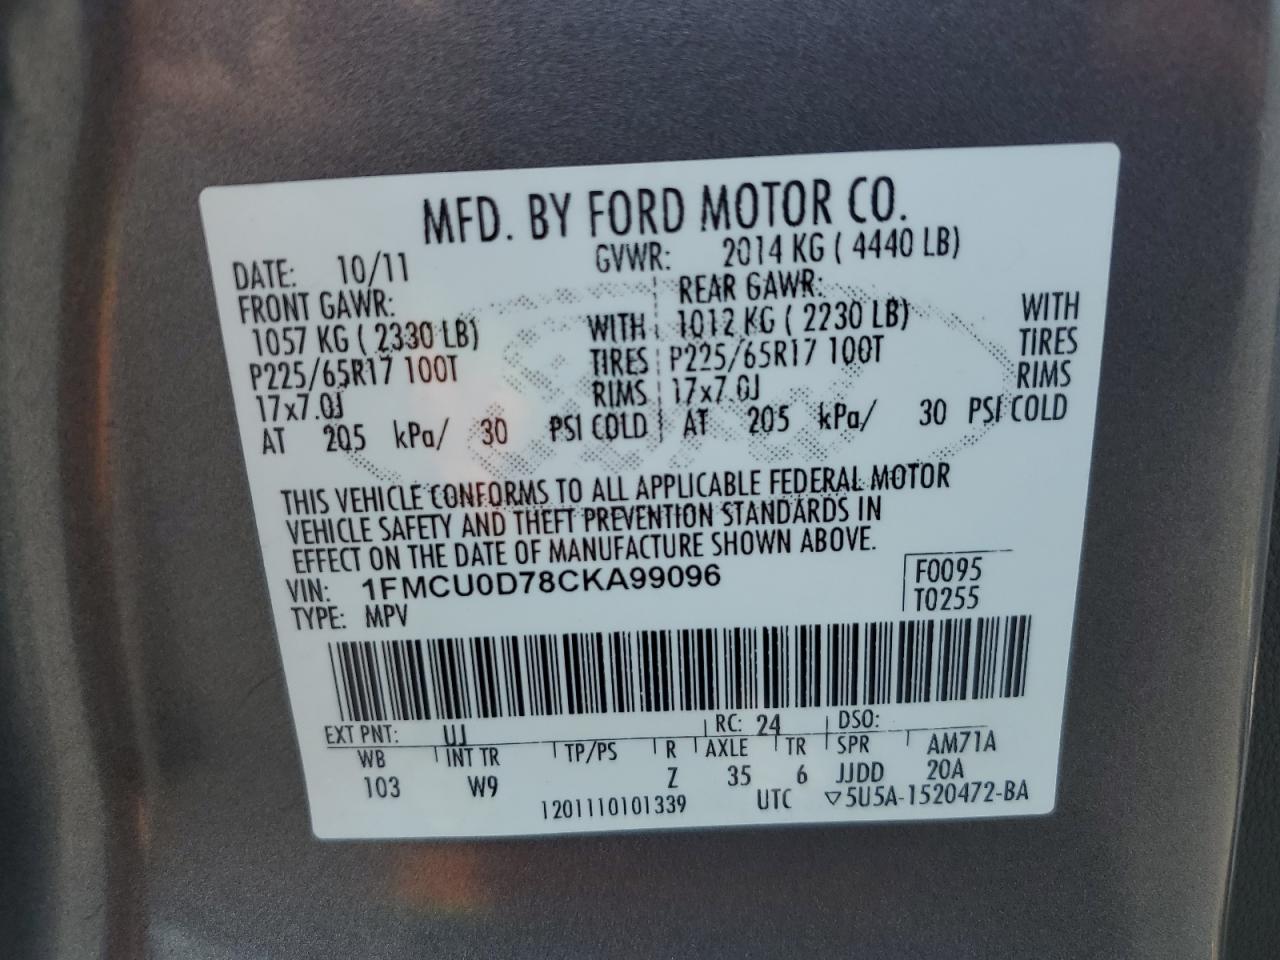 MFD. BY FORD MOTOR CO.
DATE: 10/11 GVWR: 2014 KG ( 4440 LB)
FRONT GAWR: REAR GAWR: WITH
1057 KG ( 2330 LB) WITH 1012 KG ( 2230 LB) TIRES
P225/65R17 100T TIRES P225/65R17 100T RIMS
17x7.0J RIMS 17x7.0J
AT 205 kPa/ 30 PSI COLD AT 205 kPa/ 30 PSI COLD
THIS VEHICLE CONFORMS TO ALL APPLICABLE FEDERAL MOTOR
VEHICLE SAFETY AND THEFT PREVENTION STANDARDS IN
EFFECT ON THE DATE OF MANUFACTURE SHOWN ABOVE.
VIN: 1FMCU0D78CKA99096 F0095
TYPE: MPV T0255
EXT PNT: UJ RC: 24 DSO:
WB INT TR TP/PS R AXLE TR SPR AM71A
103 W9 Z 35 6 JJDD 20A
1201110101339 UTC ▽5U5A-1520472-BA